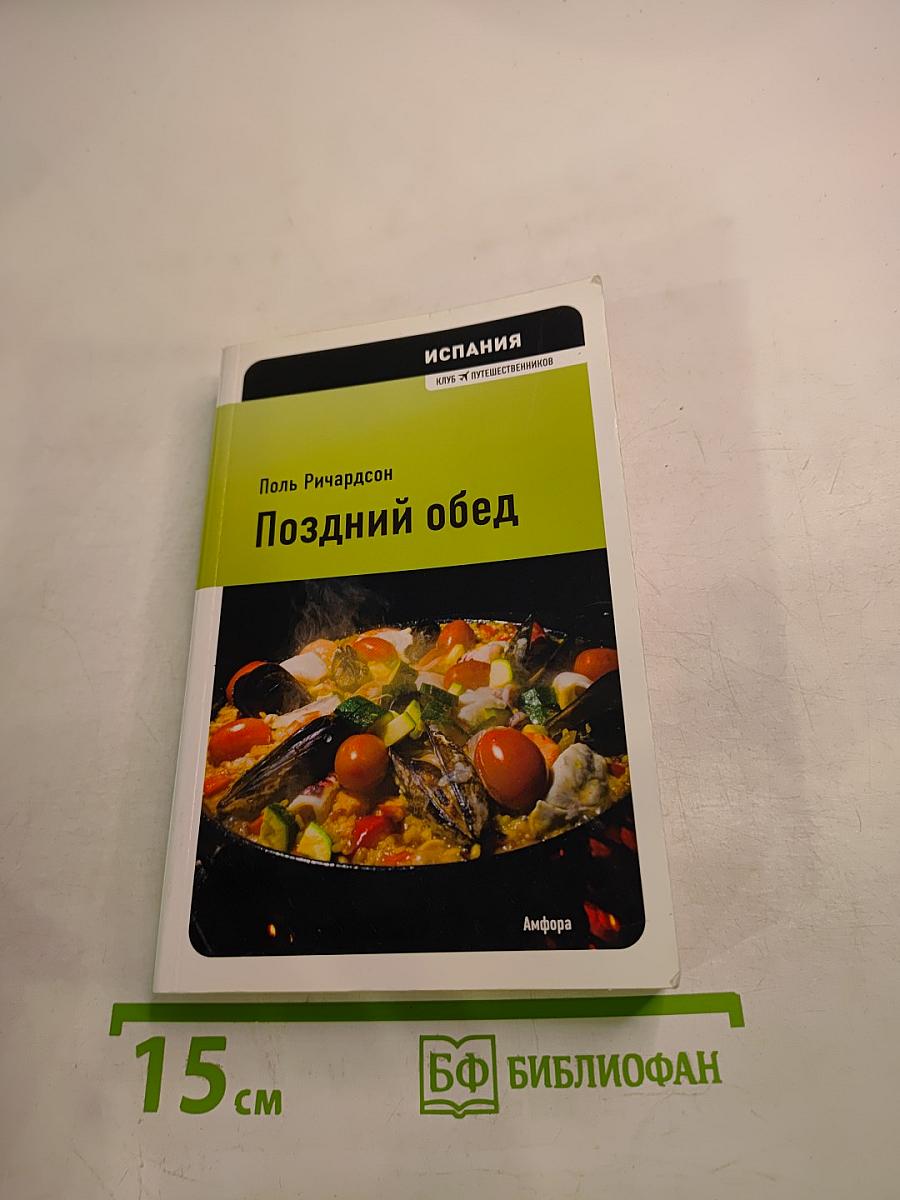 ИСПАНИЯ
КЛУБ ПУТЕШЕСТВЕННИКОВ
Поль Ричардсон
Поздний обед
Амфора
15 см
БФ БИБЛИОФАН